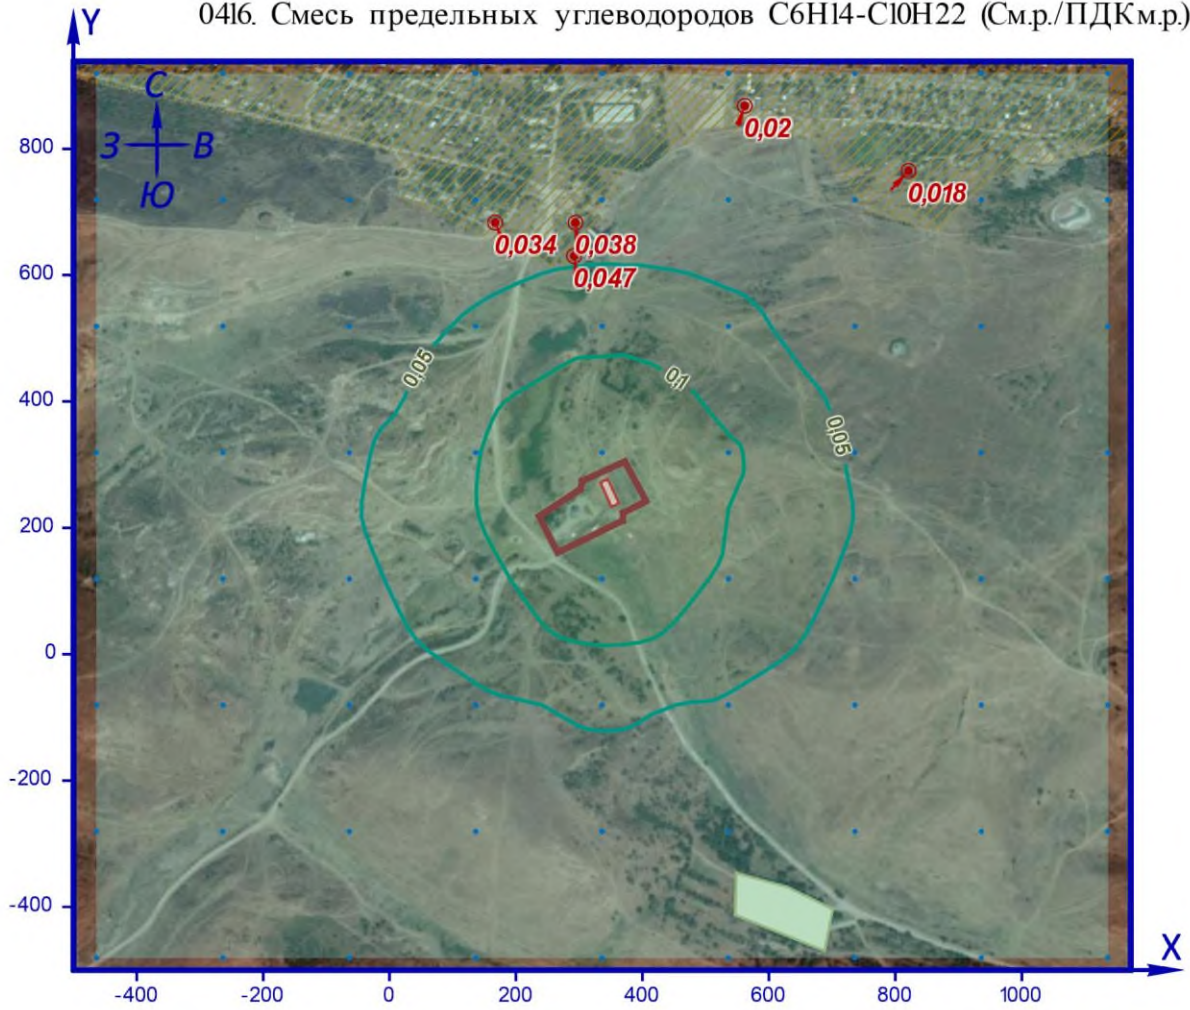 0416. Смесь предельных углеводородов C6H14-C10H22 (См.р./ПДКм.р.)
Y
С
З В
Ю
800
0,02
0,018
0,034 0,038
600
0,047
0,05
0,1
400
0,05
200
0
-200
-400
X
-400 -200 0 200 400 600 800 1000